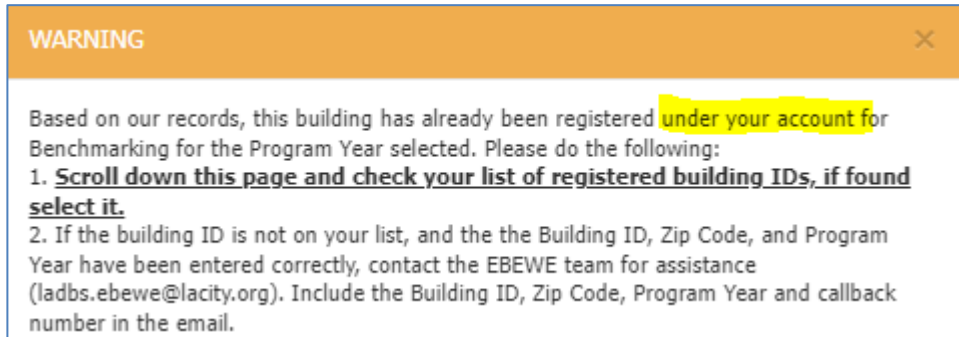 WARNING ×
Based on our records, this building has already been registered under your account for
Benchmarking for the Program Year selected. Please do the following:
1. Scroll down this page and check your list of registered building IDs, if found
select it.
2. If the building ID is not on your list, and the the Building ID, Zip Code, and Program
Year have been entered correctly, contact the EBEWE team for assistance
(ladbs.ebewe@lacity.org). Include the Building ID, Zip Code, Program Year and callback
number in the email.